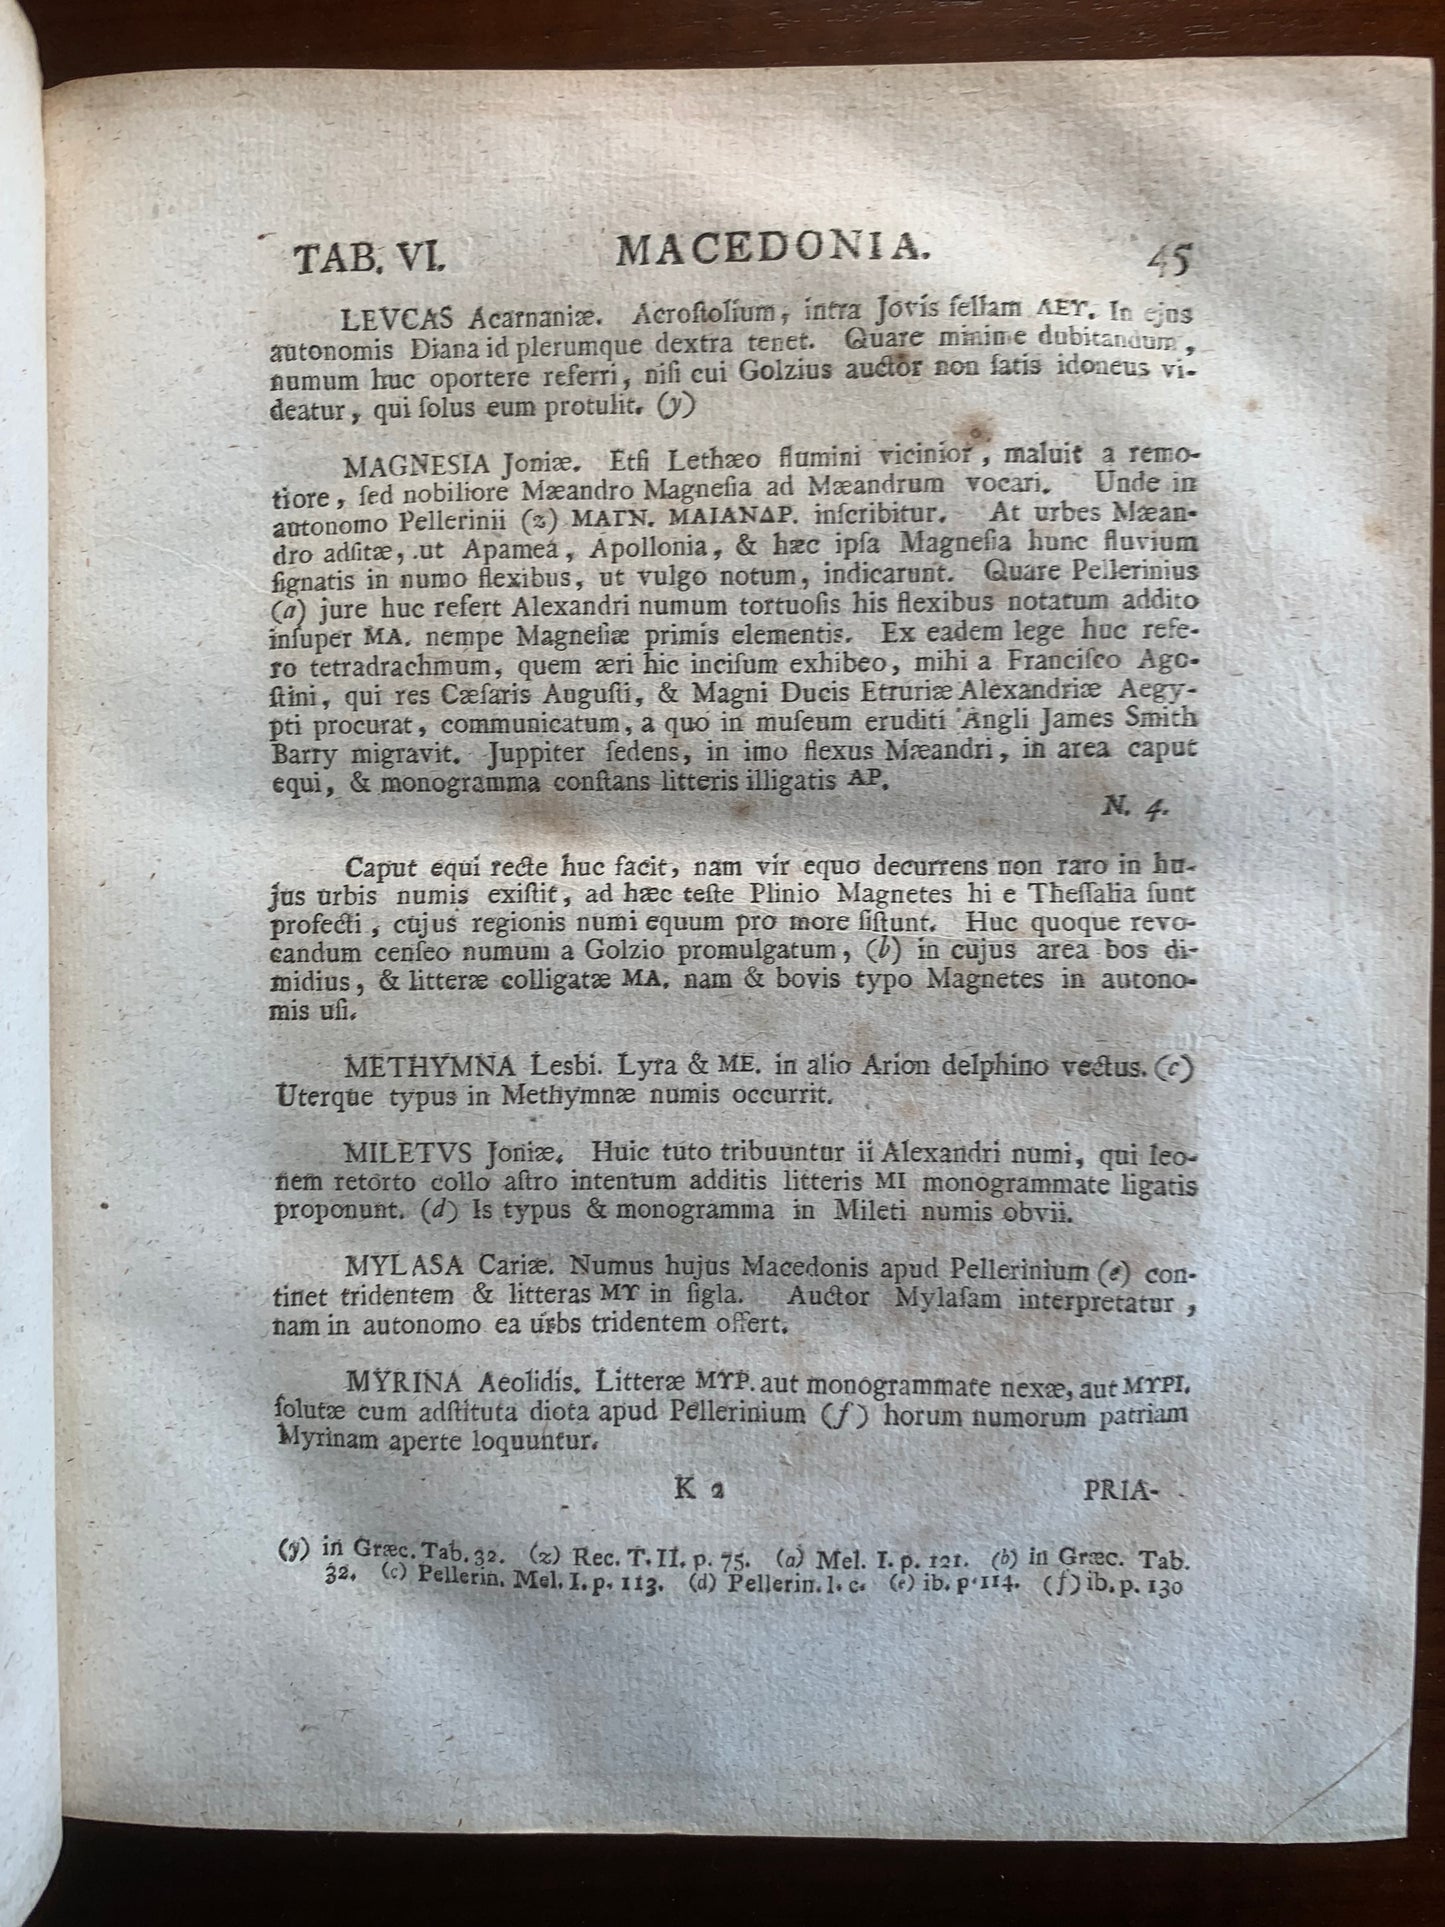 TAB. VI. MACEDONIA. 45
LEVCAS Acarnaniæ. Acroſtolium, intra Jovis ſellam ΛΕΥ. In ejus
autonomis Diana id plerumque dextra tenet. Quare minime dubitandum,
numum huc oportere referri, niſi cui Golzius auctor non ſatis idoneus vi-
deatur, qui ſolus eum protulit. (y)
MAGNESIA Joniæ. Etſi Lethæo flumini vicinior, maluit a remo-
tiore, ſed nobiliore Mæandro Magneſia ad Mæandrum vocari. Unde in
autonomo Pellerinii (z) ΜΑΓΝ. ΜΑΙΑΝΔΡ. inſcribitur. At urbes Mæan-
dro adſitæ, ut Apamea, Apollonia, & hæc ipſa Magneſia hunc fluvium
ſignatis in numo flexibus, ut vulgo notum, indicarunt. Quare Pellerinius
(a) jure huc refert Alexandri numum tortuoſis his flexibus notatum addito
inſuper ΜΑ. nempe Magneſiæ primis elementis. Ex eadem lege huc refe-
ro tetradrachmum, quem æri hic inciſum exhibeo, mihi a Franciſco Ago-
ſtini, qui res Cæſaris Auguſti, & Magni Ducis Etruriæ Alexandriæ Aegy-
pti procurat, communicatum, a quo in muſeum eruditi Angli James Smith
Barry migravit. Juppiter ſedens, in imo flexus Mæandri, in area caput
equi, & monogramma conſtans litteris illigatis ΑΡ.
N. 4.
Caput equi recte huc facit, nam vir equo decurrens non raro in hu-
jus urbis numis exiſtit, ad hæc teſte Plinio Magnetes hi e Theſſalia ſunt
profecti, cujus regionis numi equum pro more ſiſtunt. Huc quoque revo-
candum cenſeo numum a Golzio promulgatum, (b) in cujus area bos di-
midius, & litteræ colligatæ ΜΑ. nam & bovis typo Magnetes in autono-
mis uſi.
METHYMNA Lesbi. Lyra & ΜΕ. in alio Arion delphino vectus. (c)
Uterque typus in Methymnæ numis occurrit.
MILETVS Joniæ. Huic tuto tribuuntur ii Alexandri numi, qui leo-
nem retorto collo aſtro intentum additis litteris ΜΙ monogrammate ligatis
proponunt. (d) Is typus & monogramma in Mileti numis obvii.
MYLASA Cariæ. Numus hujus Macedonis apud Pellerinium (e) con-
tinet tridentem & litteras ΜΥ in ſigla. Auctor Mylaſam interpretatur,
nam in autonomo ea urbs tridentem offert.
MYRINA Aeolidis. Litteræ ΜΥΡ. aut monogrammate nexæ, aut ΜΥΡΙ.
ſolutæ cum adſtituta diota apud Pellerinium (f) horum numorum patriam
Myrinam aperte loquuntur.
K 2 PRIA-
(y) in Græc. Tab. 32. (z) Rec. T. II. p. 75. (a) Mel. I. p. 121. (b) in Græc. Tab.
32. (c) Pellerin. Mel. I. p. 113. (d) Pellerin. l. c. (e) ib. p. 114. (f) ib. p. 130